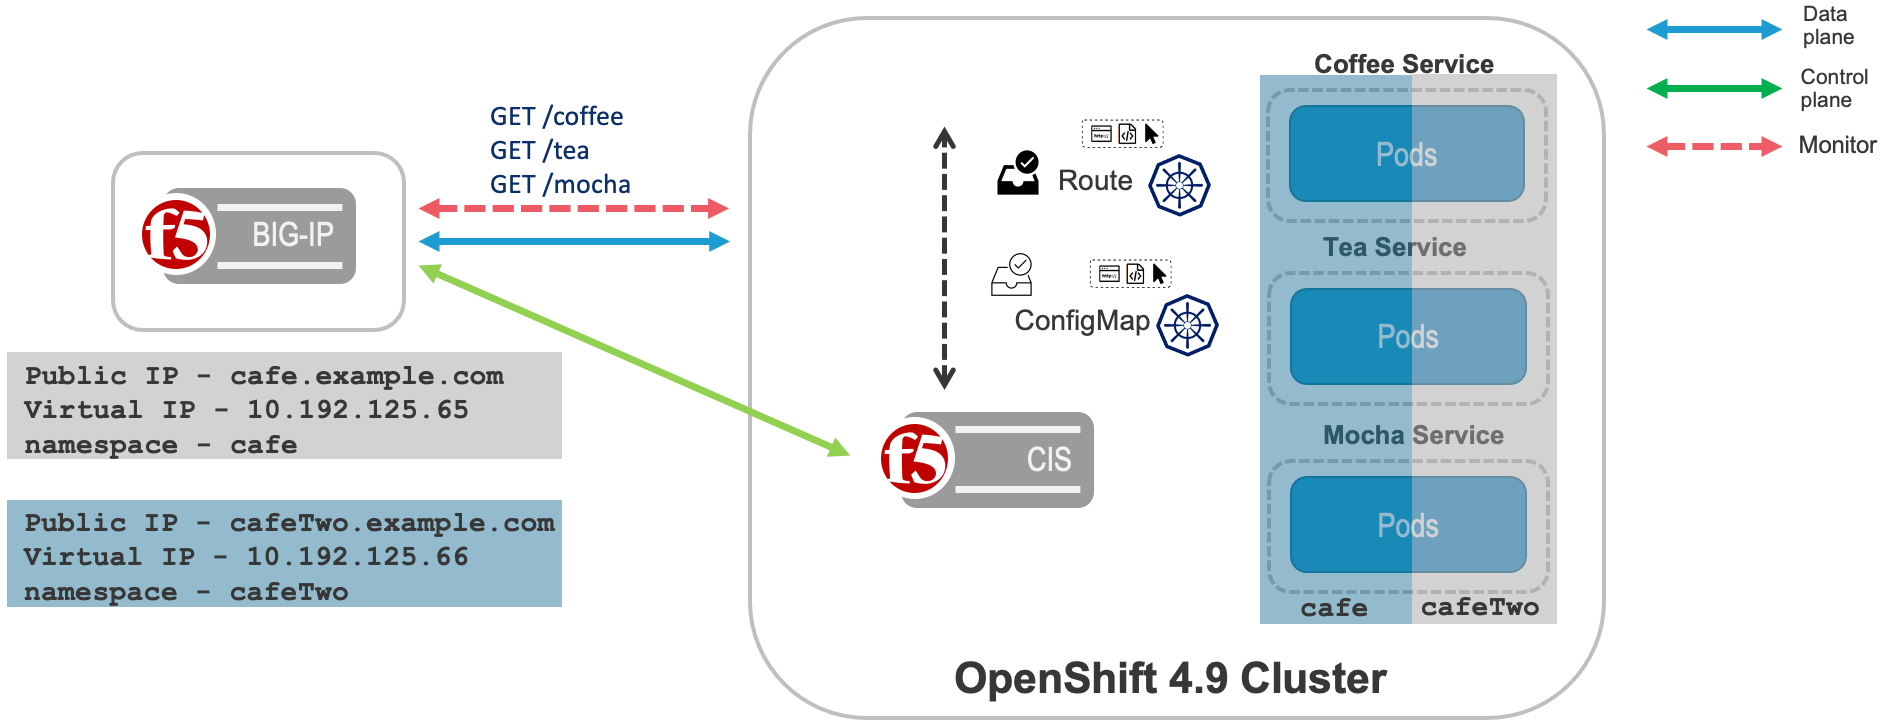 Data
plane
Control
plane
Monitor
GET /coffee
GET /tea
GET /mocha
f5
BIG-IP
Public IP - cafe.example.com
Virtual IP - 10.192.125.65
namespace - cafe
Public IP - cafeTwo.example.com
Virtual IP - 10.192.125.66
namespace - cafeTwo
http://
</>
Route
http://
</>
ConfigMap
f5
CIS
Coffee Service
Pods
Tea Service
Pods
Mocha Service
Pods
cafe
cafeTwo
OpenShift 4.9 Cluster